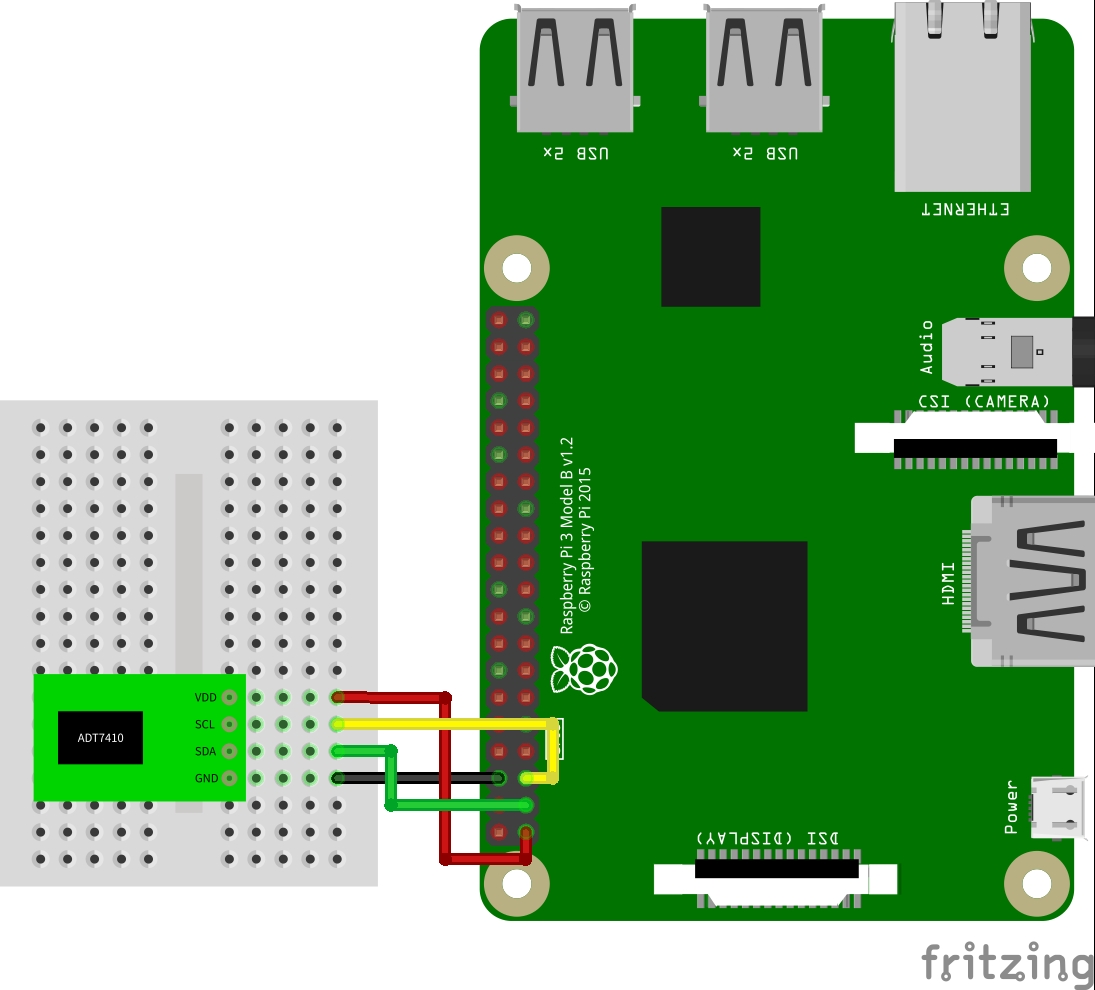 USB 2x
USB 2x
ETHERNET
Audio
CSI (CAMERA)
Raspberry Pi 3 Model B v1.2
© Raspberry Pi 2015
HDMI
VDD
SCL
ADT7410
SDA
GND
Power
DSI (DISPLAY)
fritzing